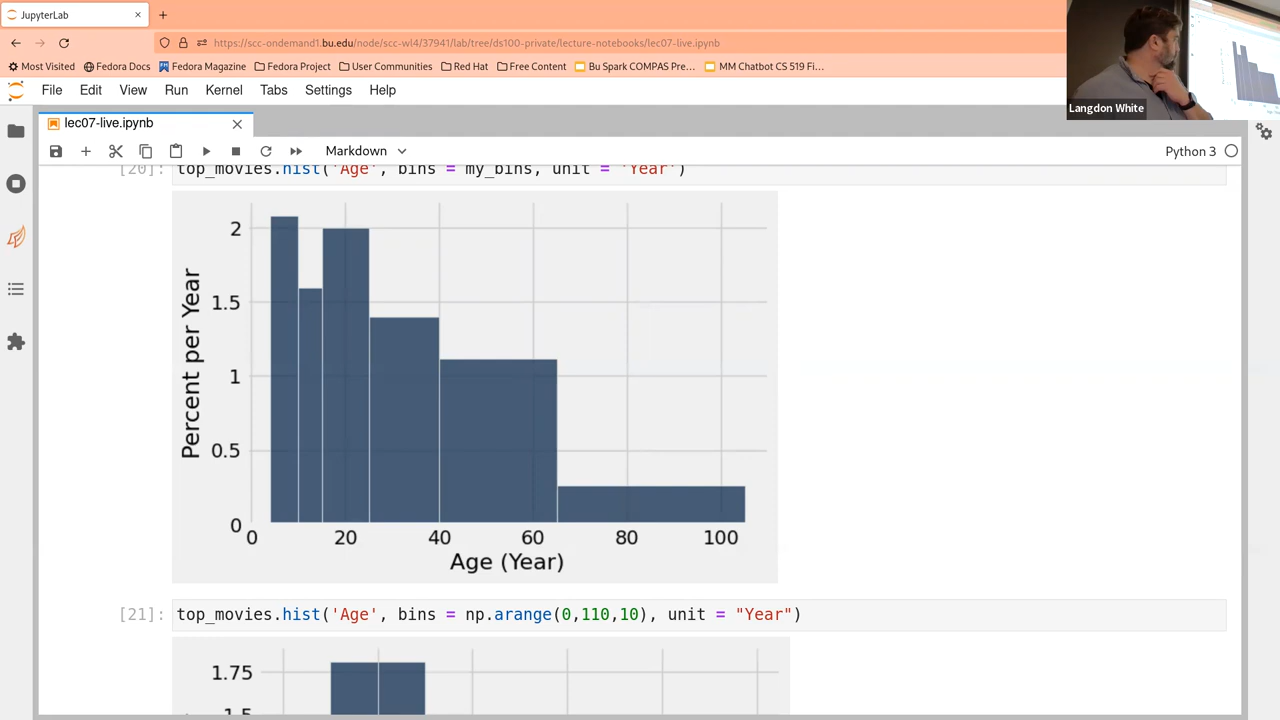 JupyterLab
https://scc-ondemand1.bu.edu/node/scc-wl4/37941/lab/tree/ds100-private/lecture-notebooks/lec07-live.ipynb
Most Visited Fedora Docs Fedora Magazine Fedora Project User Communities Red Hat Free Content Bu Spark COMPAS Pre… MM Chatbot CS 519 Fi…
Langdon White
File Edit View Run Kernel Tabs Settings Help
lec07-live.ipynb
Markdown
Python 3
[20]: top_movies.hist('Age', bins = my_bins, unit = 'Year')
2
1.5
1
0.5
0
Percent per Year
0 20 40 60 80 100
Age (Year)
[21]: top_movies.hist('Age', bins = np.arange(0,110,10), unit = "Year")
1.75
1.5